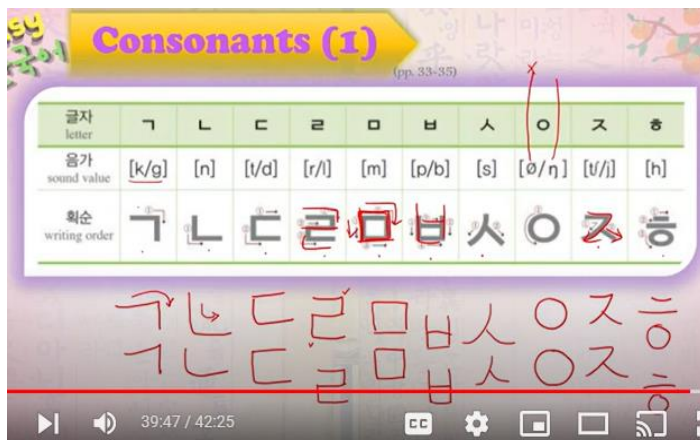 Consonants (1)
(pp. 33-35)
글자 ㄱ ㄴ ㄷ ㄹ ㅁ ㅂ ㅅ ㅇ ㅈ ㅎ
letter
음가 [k/g] [n] [t/d] [r/l] [m] [p/b] [s] [Ø/ŋ] [tʃ/j] [h]
sound value
획순 ㄱ ㄴ ㄷ ㄹ ㅁ ㅂ ㅅ ㅇ ㅈ ㅎ
writing order
ㄱ ㄴ ㄷ ㄹ ㅁ ㅂ ㅅ ㅇ ㅈ ㅎ
ㄱ ㄴ ㄷ ㄹ ㅁ ㅂ ㅅ ㅇ ㅈ ㅎ
39:47 / 42:25 CC